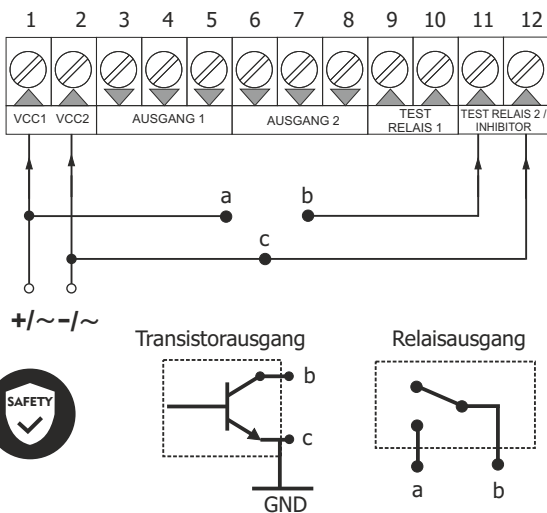 1 2 3 4 5 6 7 8 9 10 11 12
VCC1 VCC2 AUSGANG 1 AUSGANG 2 TEST RELAIS 1 TEST RELAIS 2 / INHIBITOR
a b
c
+/~ -/~
Transistorausgang Relaisausgang
SAFETY
b
c
GND
a b